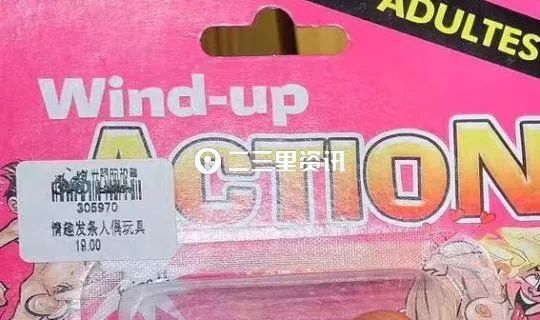 ADULTES
Wind-up
ACTION
二三里资讯
305970
情趣发条人偶玩具
19.00